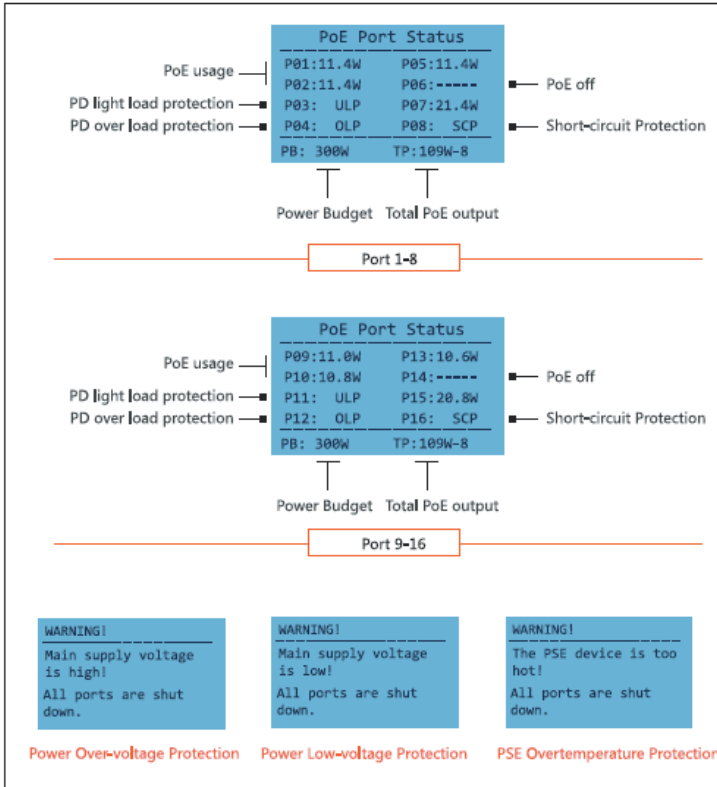 PoE Port Status
PoE usage
P01:11.4W P05:11.4W
P02:11.4W P06:-----
PoE off
PD light load protection
P03: ULP P07:21.4W
PD over load protection
P04: OLP P08: SCP
Short-circuit Protection
PB: 300W TP:109W-8
Power Budget Total PoE output
Port 1-8
PoE Port Status
PoE usage
P09:11.0W P13:10.6W
P10:10.8W P14:-----
PoE off
PD light load protection
P11: ULP P15:20.8W
PD over load protection
P12: OLP P16: SCP
Short-circuit Protection
PB: 300W TP:109W-8
Power Budget Total PoE output
Port 9-16
WARNING!
Main supply voltage
is high!
All ports are shut
down.
Power Over-voltage Protection
WARNING!
Main supply voltage
is low!
All ports are shut
down.
Power Low-voltage Protection
WARNING!
The PSE device is too
hot!
All ports are shut
down.
PSE Overtemperature Protection